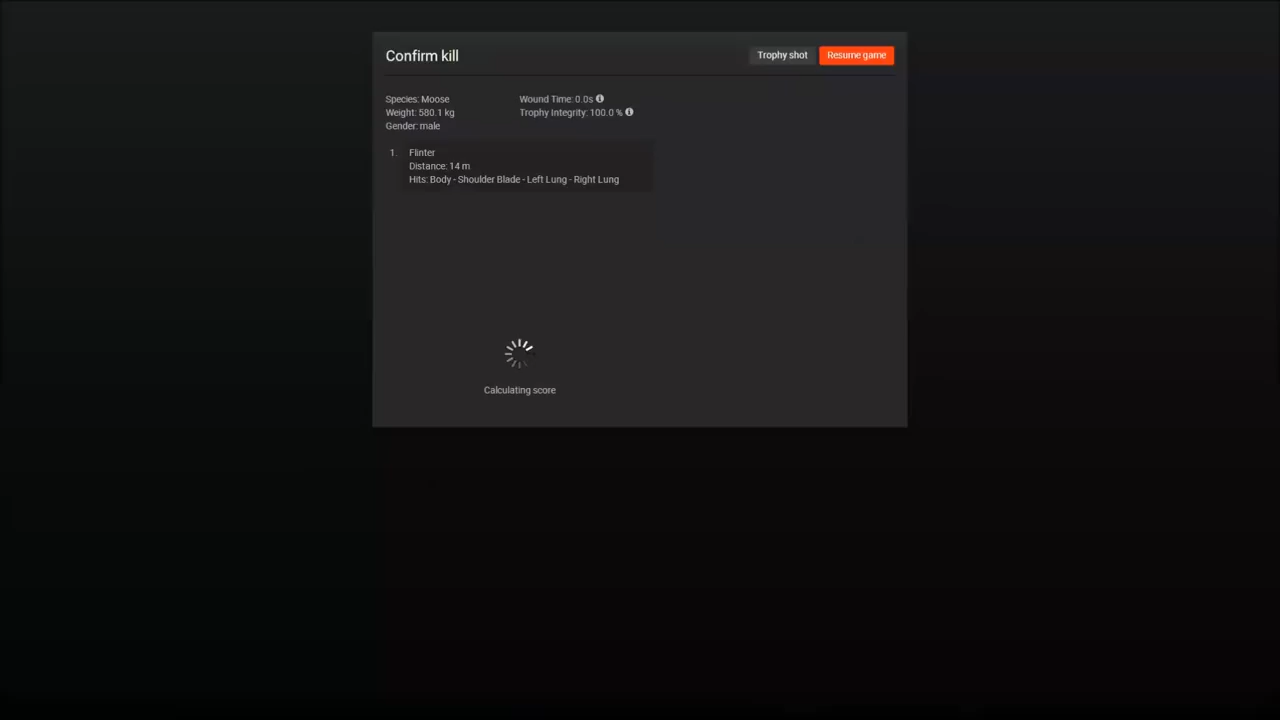 Confirm kill
Trophy shot
Resume game
Species: Moose
Weight: 580.1 kg
Gender: male
Wound Time: 0.0s
Trophy Integrity: 100.0 %
1. Flinter
Distance: 14 m
Hits: Body - Shoulder Blade - Left Lung - Right Lung
Calculating score